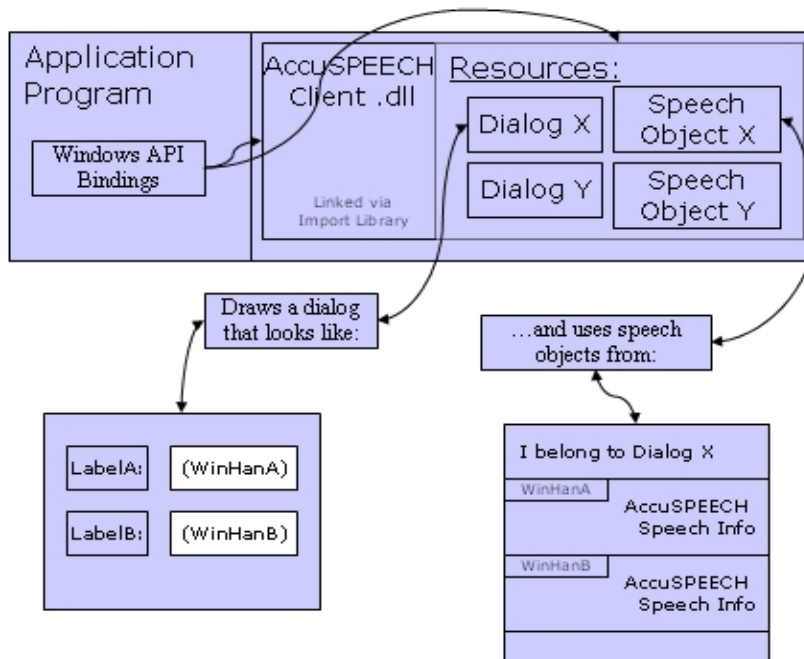 Application
Program
Windows API
Bindings
AccuSPEECH
Client .dll
Linked via
Import Library
Resources:
Dialog X
Speech
Object X
Dialog Y
Speech
Object Y
Draws a dialog
that looks like:
…and uses speech
objects from:
LabelA:
(WinHanA)
LabelB:
(WinHanB)
I belong to Dialog X
WinHanA
AccuSPEECH
Speech Info
WinHanB
AccuSPEECH
Speech Info